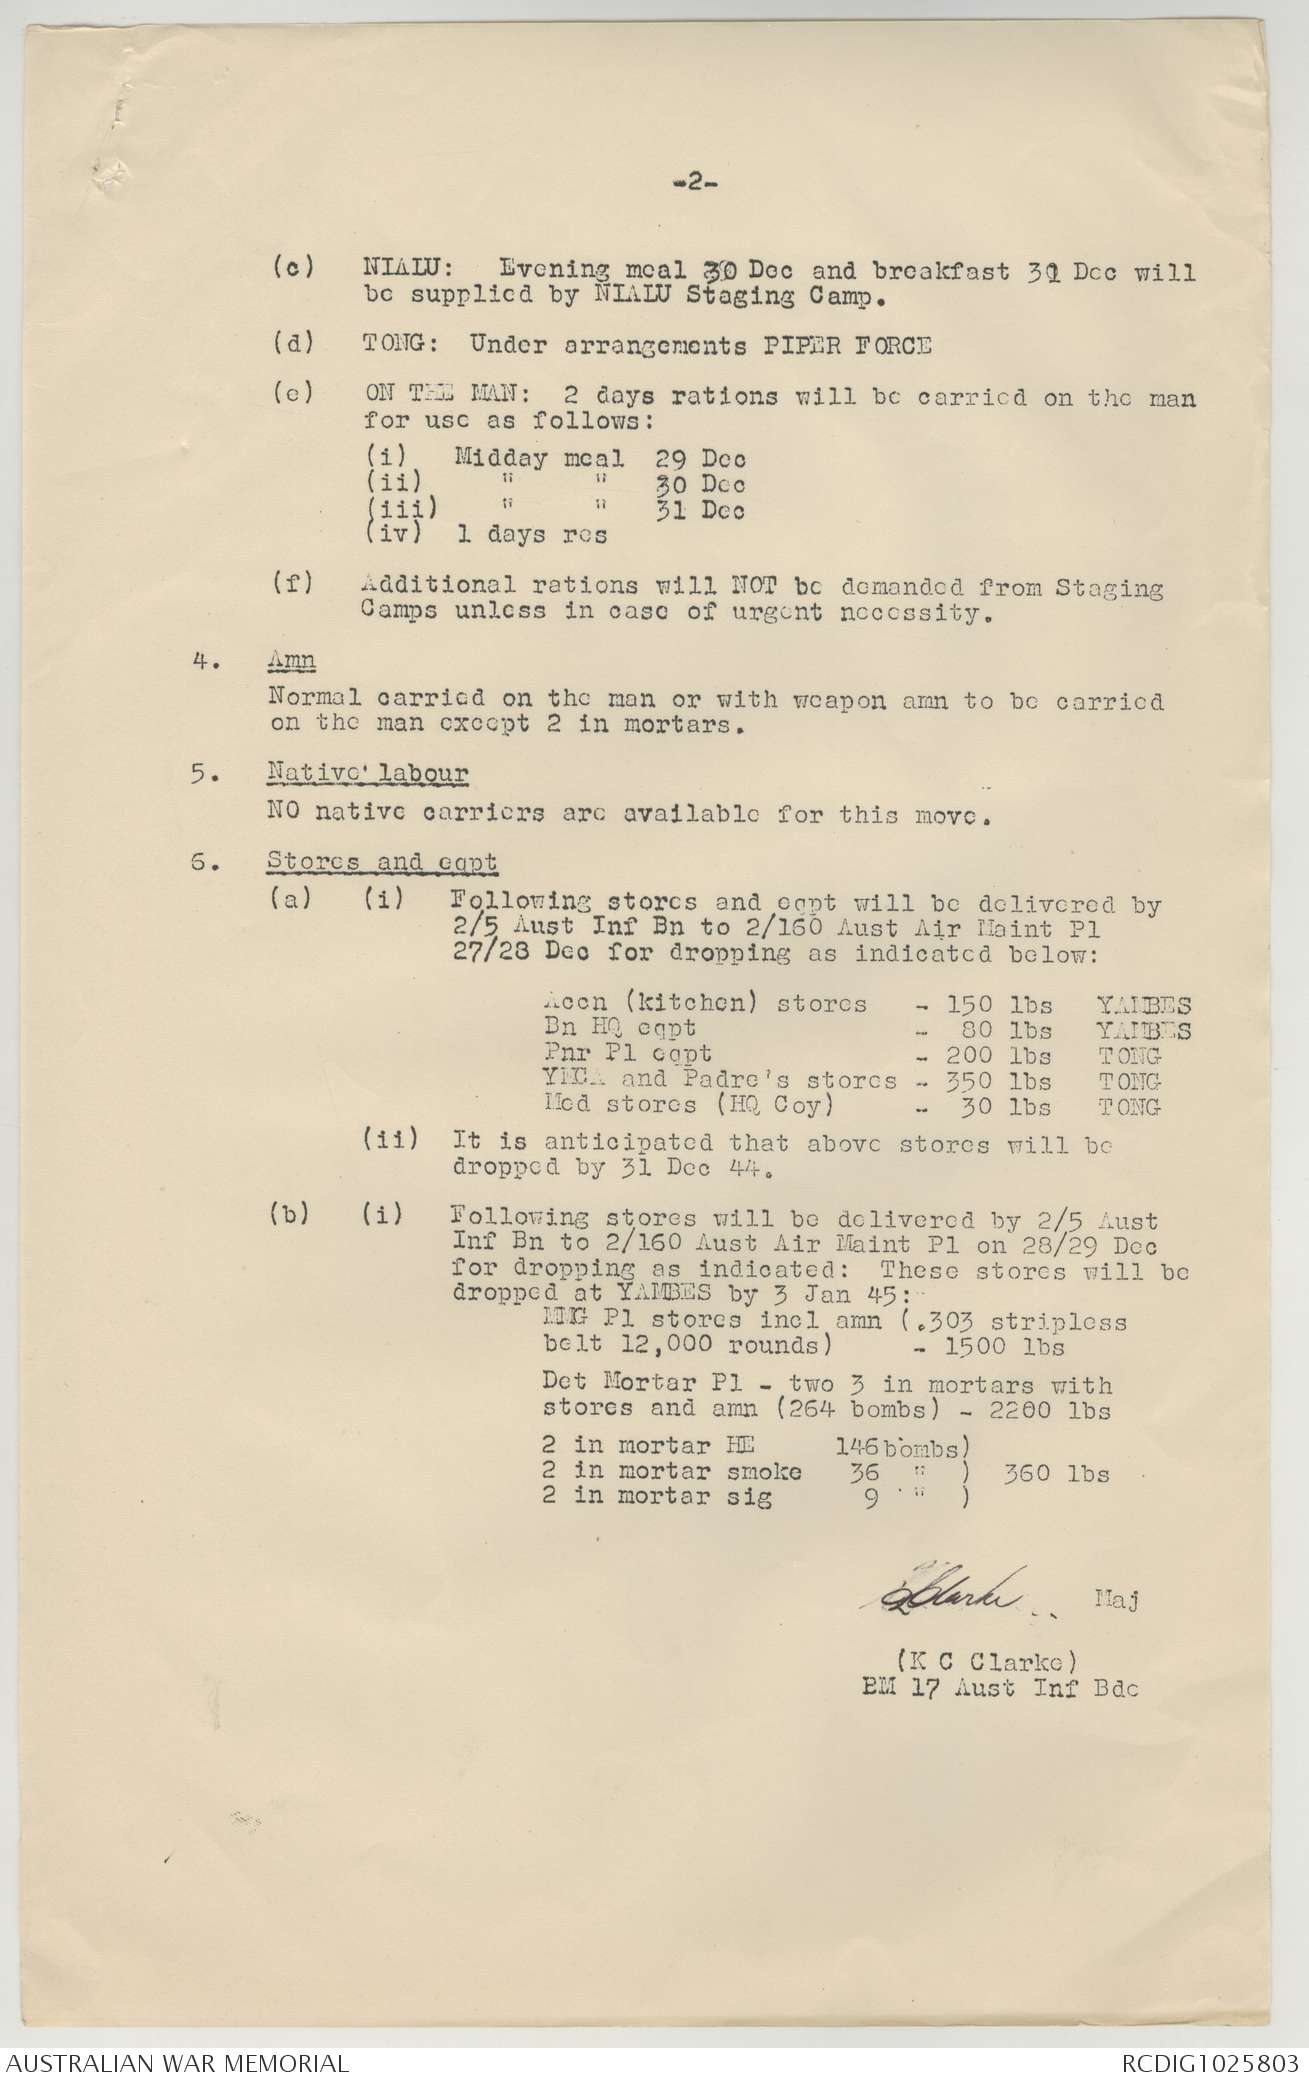 -2-
(c) NIALU: Evening meal 30 Dec and breakfast 31 Dec will
be supplied by NIALU Staging Camp.
(d) TONG: Under arrangements PIPER FORCE
(e) ON THE MAN: 2 days rations will be carried on the man
for use as follows:
(i) Midday meal 29 Dec
(ii) " " 30 Dec
(iii) " " 31 Dec
(iv) 1 days res
(f) Additional rations will NOT be demanded from Staging
Camps unless in case of urgent necessity.
4. Amn
Normal carried on the man or with weapon amn to be carried
on the man except 2 in mortars.
5. Native' labour
NO native carriers are available for this move.
6. Stores and eqpt
(a) (i) Following stores and eqpt will be delivered by
2/5 Aust Inf Bn to 2/160 Aust Air Maint Pl
27/28 Dec for dropping as indicated below:
Accn (kitchen) stores - 150 lbs YAMBES
Bn HQ eqpt - 80 lbs YAMBES
Pnr Pl eqpt - 200 lbs TONG
YMCA and Padre's stores - 350 lbs TONG
Med stores (HQ Coy) - 30 lbs TONG
(ii) It is anticipated that above stores will be
dropped by 31 Dec 44.
(b) (i) Following stores will be delivered by 2/5 Aust
Inf Bn to 2/160 Aust Air Maint Pl on 28/29 Dec
for dropping as indicated: These stores will be
dropped at YAMBES by 3 Jan 45:-
MMG Pl stores incl amn (.303 stripless
belt 12,000 rounds) - 1500 lbs
Det Mortar Pl - two 3 in mortars with
stores and amn (264 bombs) - 2200 lbs
2 in mortar HE 146 bombs)
2 in mortar smoke 36 " ) 360 lbs
2 in mortar sig 9 " )
Clarke Maj
(K C Clarke)
BM 17 Aust Inf Bde
AUSTRALIAN WAR MEMORIAL
RCDIG1025803